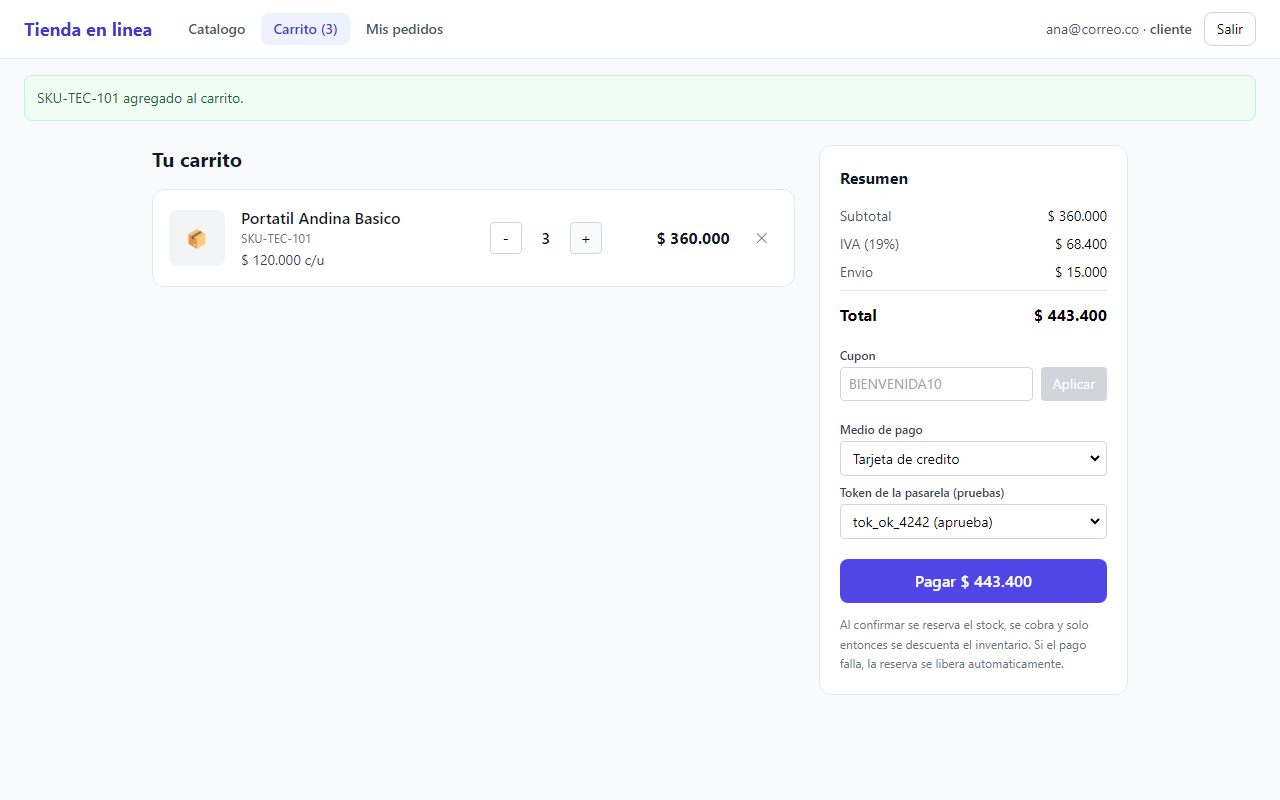 Tienda en linea
Catalogo
Carrito (3)
Mis pedidos
ana@correo.co · cliente
Salir
SKU-TEC-101 agregado al carrito.
Tu carrito
Portatil Andina Basico
SKU-TEC-101
$ 120.000 c/u
- 3 +
$ 360.000
×
Resumen
Subtotal $ 360.000
IVA (19%) $ 68.400
Envio $ 15.000
Total $ 443.400
Cupon
BIENVENIDA10
Aplicar
Medio de pago
Tarjeta de credito
Token de la pasarela (pruebas)
tok_ok_4242 (aprueba)
Pagar $ 443.400
Al confirmar se reserva el stock, se cobra y solo
entonces se descuenta el inventario. Si el pago
falla, la reserva se libera automaticamente.